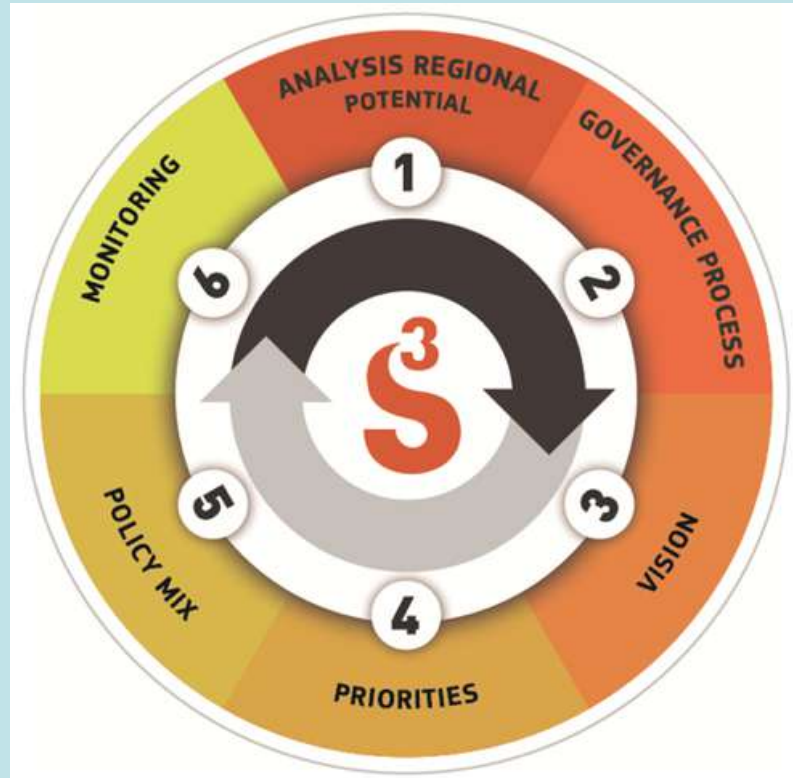 ANALYSIS REGIONAL
POTENTIAL
1
GOVERNANCE PROCESS
2
VISION
3
PRIORITIES
4
POLICY MIX
5
MONITORING
6
S3